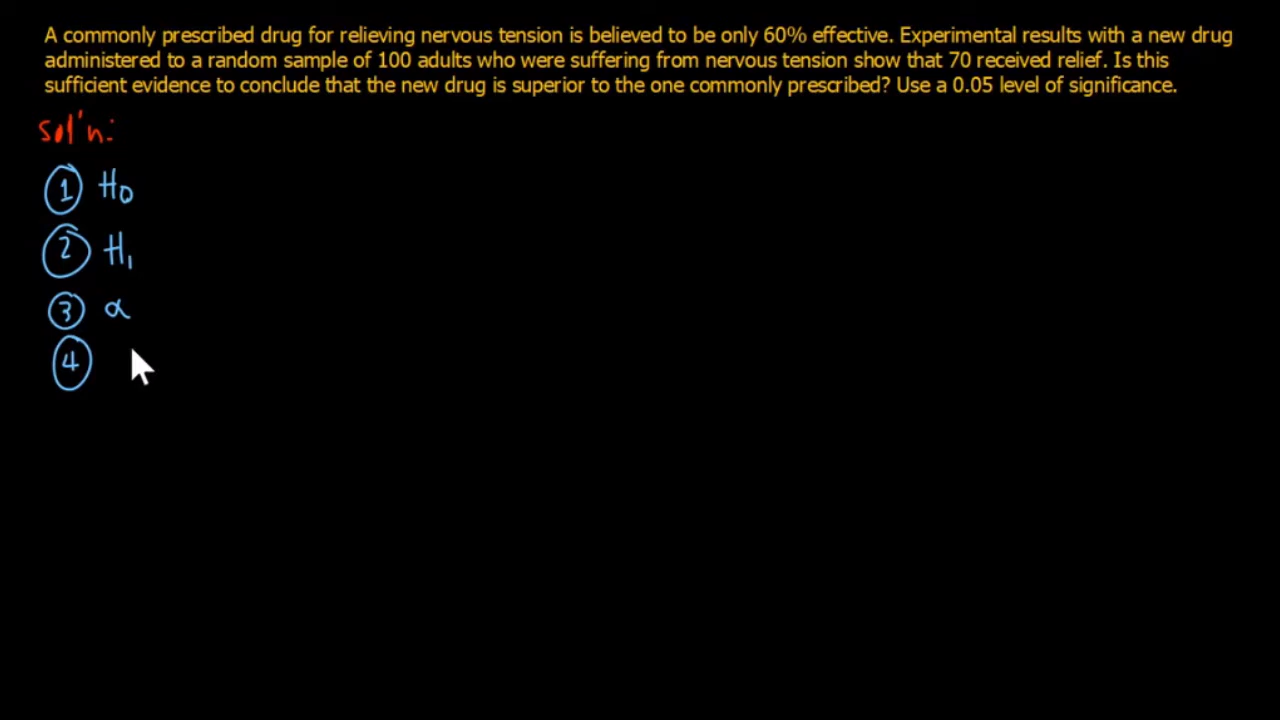 A commonly prescribed drug for relieving nervous tension is believed to be only 60% effective. Experimental results with a new drug
administered to a random sample of 100 adults who were suffering from nervous tension show that 70 received relief. Is this
sufficient evidence to conclude that the new drug is superior to the one commonly prescribed? Use a 0.05 level of significance.
Sol'n:
① H₀
② H₁
③ α
④